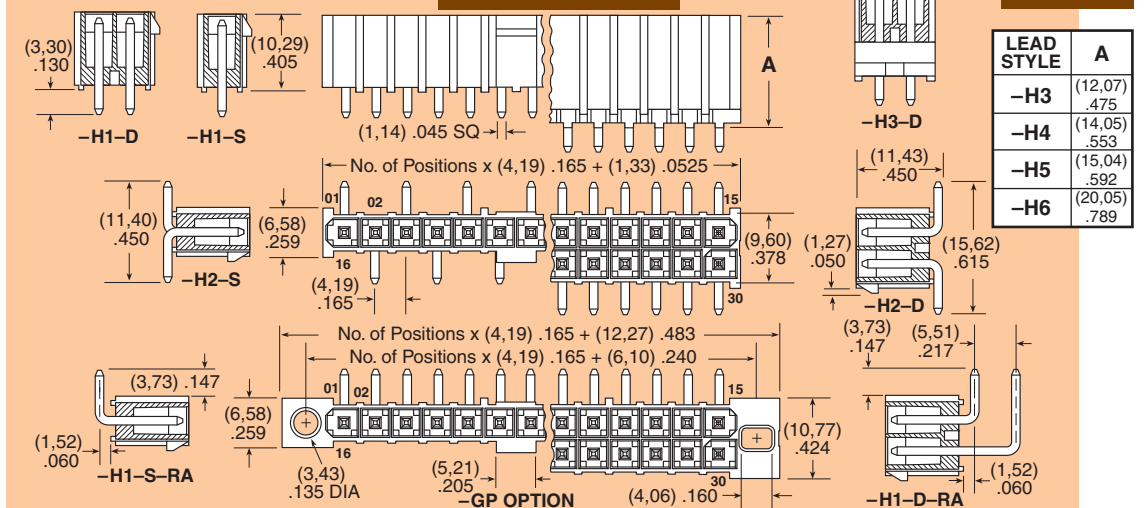 (3,30)
.130
(10,29)
.405
–H1–D
–H1–S
(1,14) .045 SQ
A
–H3–D
LEAD STYLE A
–H3 (12,07) .475
–H4 (14,05) .553
–H5 (15,04) .592
–H6 (20,05) .789
No. of Positions x (4,19) .165 + (1,33) .0525
(11,40)
.450
(6,58)
.259
–H2–S
01
02
15
16
30
(4,19)
.165
(9,60)
.378
(11,43)
.450
(1,27)
.050
(15,62)
.615
–H2–D
No. of Positions x (4,19) .165 + (12,27) .483
No. of Positions x (4,19) .165 + (6,10) .240
(3,73) .147
(1,52)
.060
–H1–S–RA
(6,58)
.259
01
02
15
16
30
(3,43)
.135 DIA
(5,21)
.205
–GP OPTION
(10,77)
.424
(4,06) .160
(3,73)
.147
(5,51)
.217
(1,52)
.060
–H1–D–RA